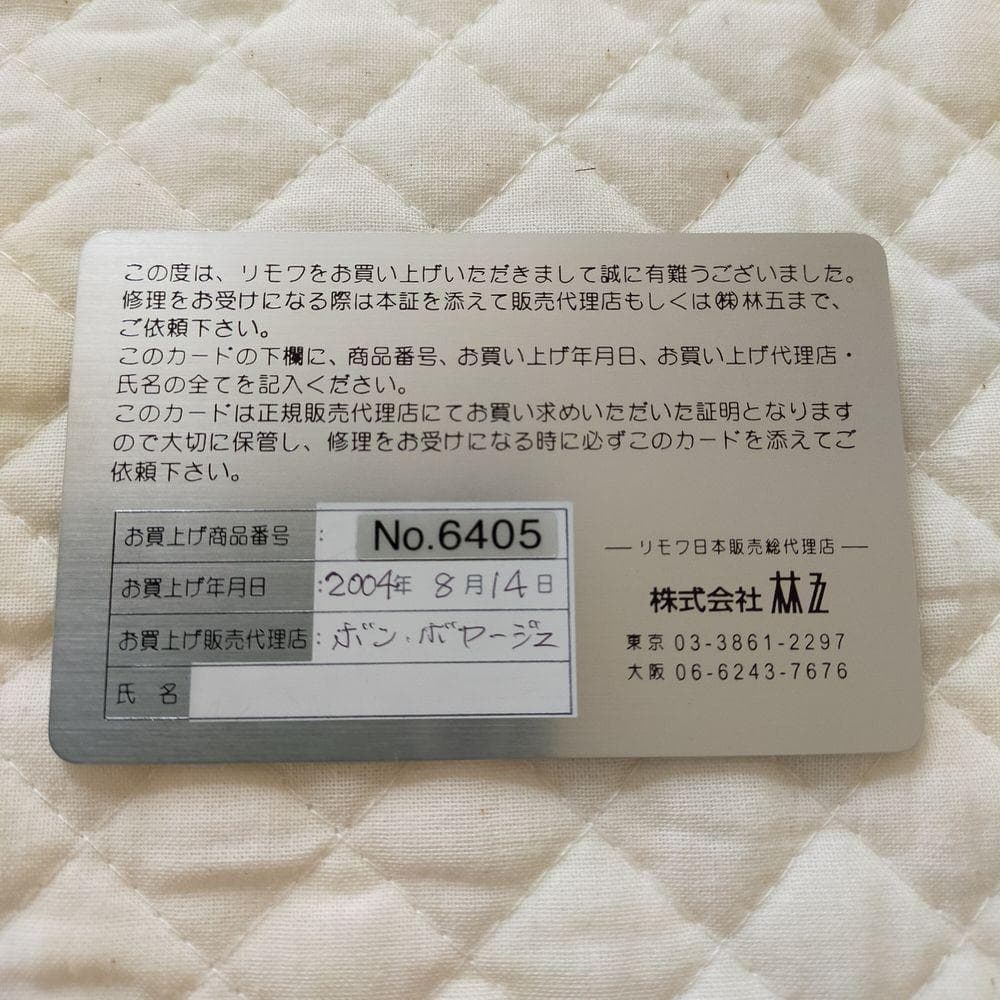 この度は、リモワをお買い上げいただきまして誠に有難うございました。
修理をお受けになる際は本証を添えて販売代理店もしくは㈱林五まで、
ご依頼下さい。
このカードの下欄に、商品番号、お買い上げ年月日、お買い上げ代理店・
氏名の全てを記入ください。
このカードは正規販売代理店にてお買い求めいただいた証明となります
ので大切に保管し、修理をお受けになる時に必ずこのカードを添えてご
依頼下さい。
お買上げ商品番号 : No.6405
お買上げ年月日 :2004年 8月14日
お買上げ販売代理店:ボン・ボヤージュ
氏 名
― リモワ日本販売総代理店 ―
株式会社 林五
東京 03-3861-2297
大阪 06-6243-7676